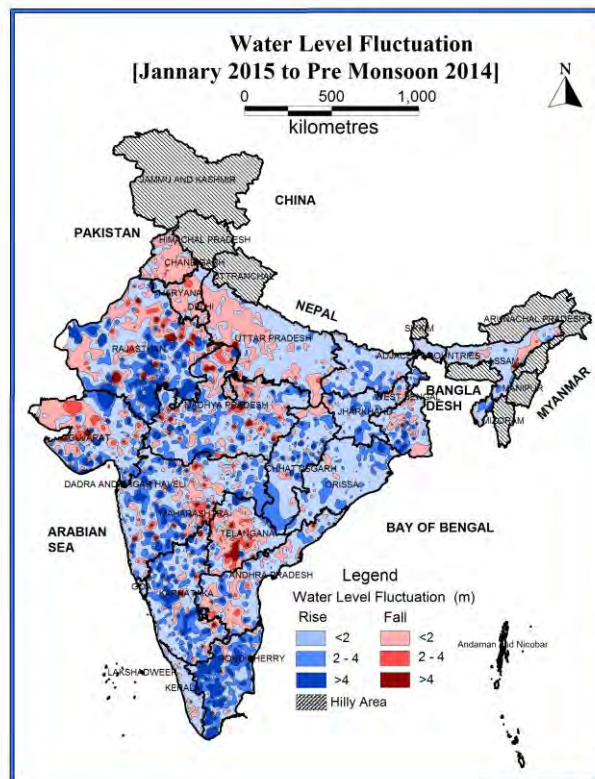 Water Level Fluctuation
[Jannary 2015 to Pre Monsoon 2014]
N
0 500 1,000
kilometres
JAMMU AND KASHMIR
CHINA
PAKISTAN
HIMACHAL PRADESH
CHANDIGARH
UTTRANCHAL
HARYANA
DELHI
NEPAL
ARUNACHAL PRADESH
SIKKIM
RAJASTHAN
UTTAR PRADESH
ASSAM
BANGLA
DESH
MANIPUR
MYANMAR
MIZORAM
MADHYA PRADESH
JHARKHAND
WEST BENGAL
GUJARAT
CHHATTISGARH
DADRA AND NAGAR HAVELI
ORISSA
MAHARASHTRA
ARABIAN
SEA
TELANGANA
BAY OF BENGAL
ANDHRA PRADESH
GOA
KARNATAKA
Legend
Water Level Fluctuation (m)
Rise Fall
<2 <2
2 - 4 2 - 4
>4 >4
Hilly Area
Andaman and Nicobar
PONDICHERRY
LAKSHADWEEP
KERALA